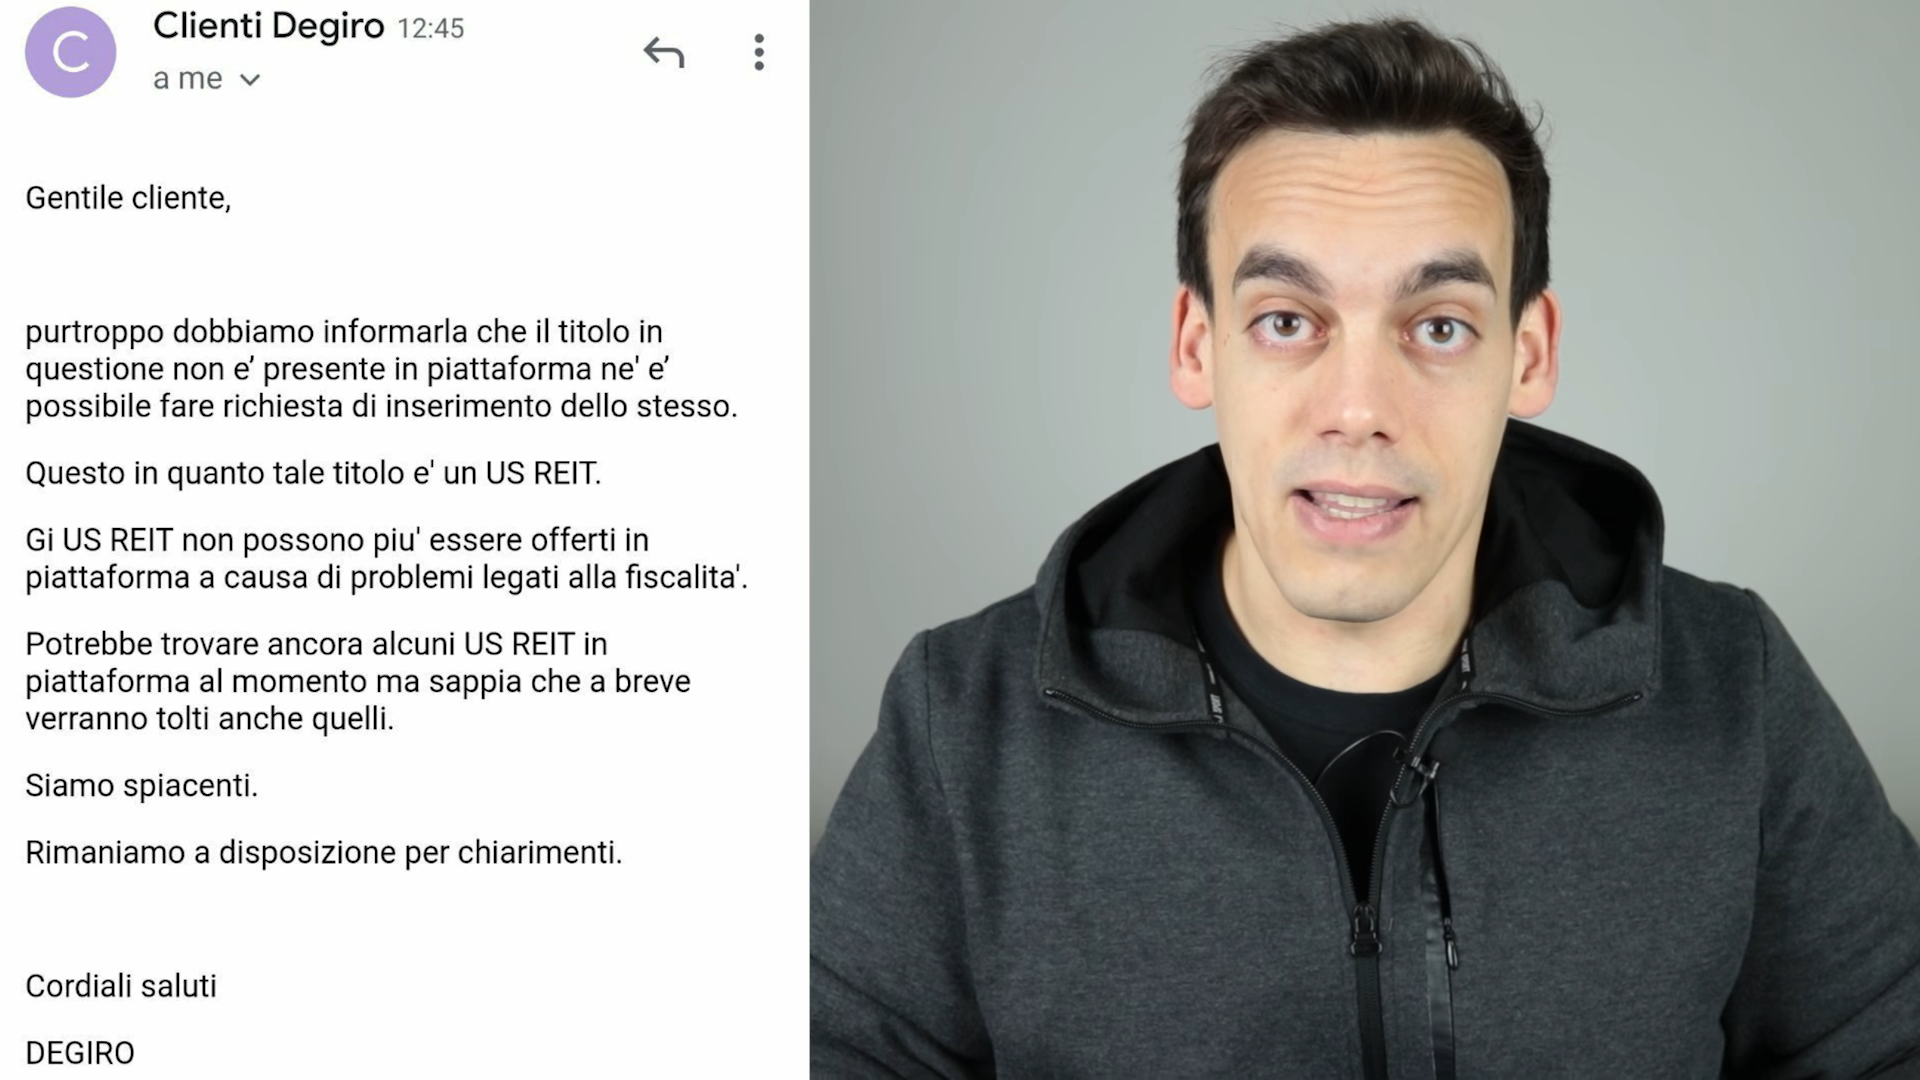 C
Clienti Degiro 12:45
a me
Gentile cliente,
purtroppo dobbiamo informarla che il titolo in
questione non e’ presente in piattaforma ne' e’
possibile fare richiesta di inserimento dello stesso.
Questo in quanto tale titolo e' un US REIT.
Gi US REIT non possono piu' essere offerti in
piattaforma a causa di problemi legati alla fiscalita'.
Potrebbe trovare ancora alcuni US REIT in
piattaforma al momento ma sappia che a breve
verranno tolti anche quelli.
Siamo spiacenti.
Rimaniamo a disposizione per chiarimenti.
Cordiali saluti
DEGIRO